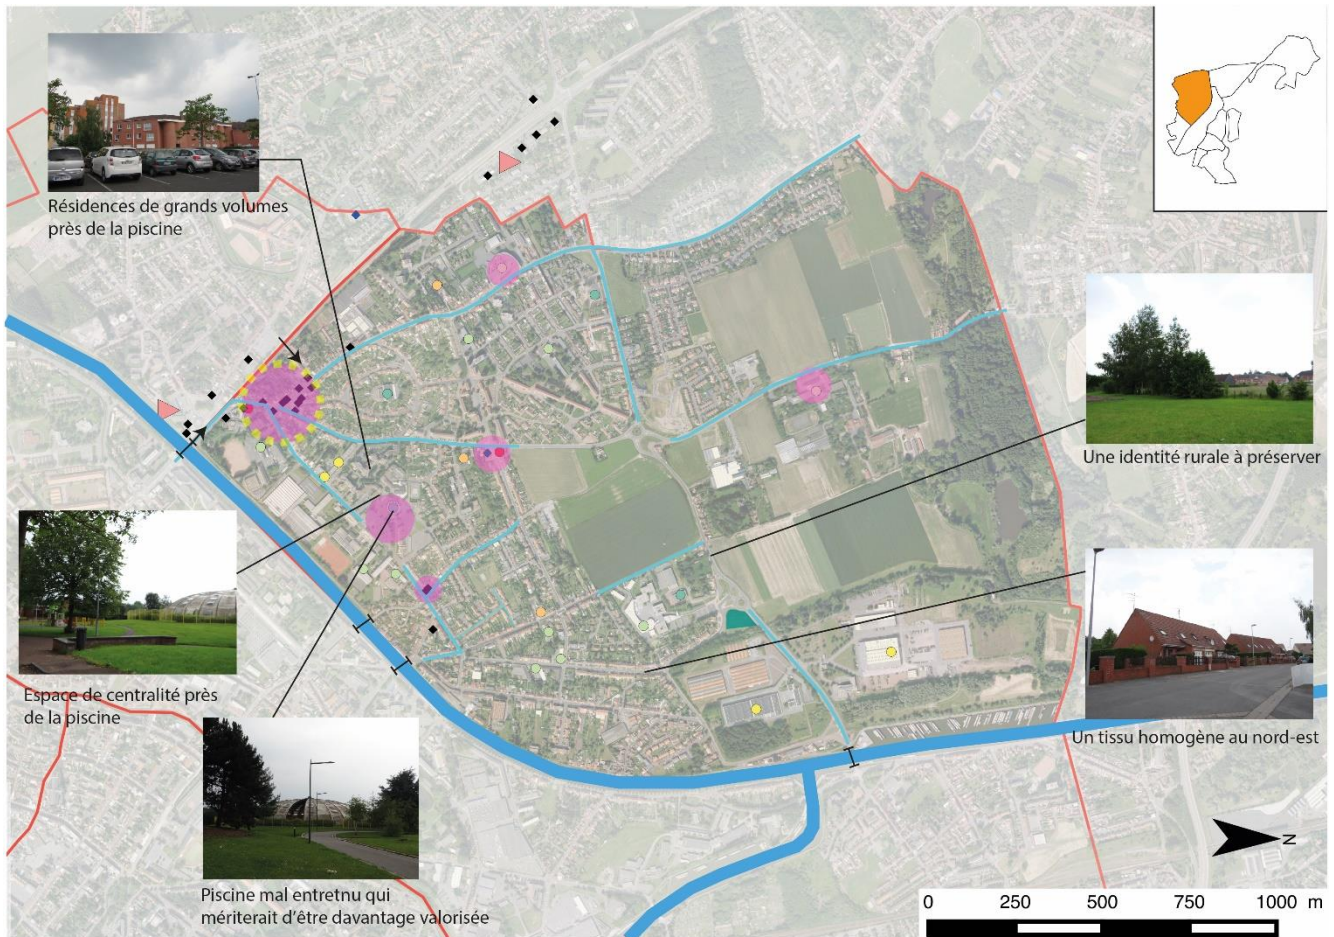 Résidences de grands volumes
près de la piscine
Une identité rurale à préserver
Espace de centralité près
de la piscine
Un tissu homogène au nord-est
Piscine mal entretnu qui
mériterait d'être davantage valorisée
N
0 250 500 750 1000 m